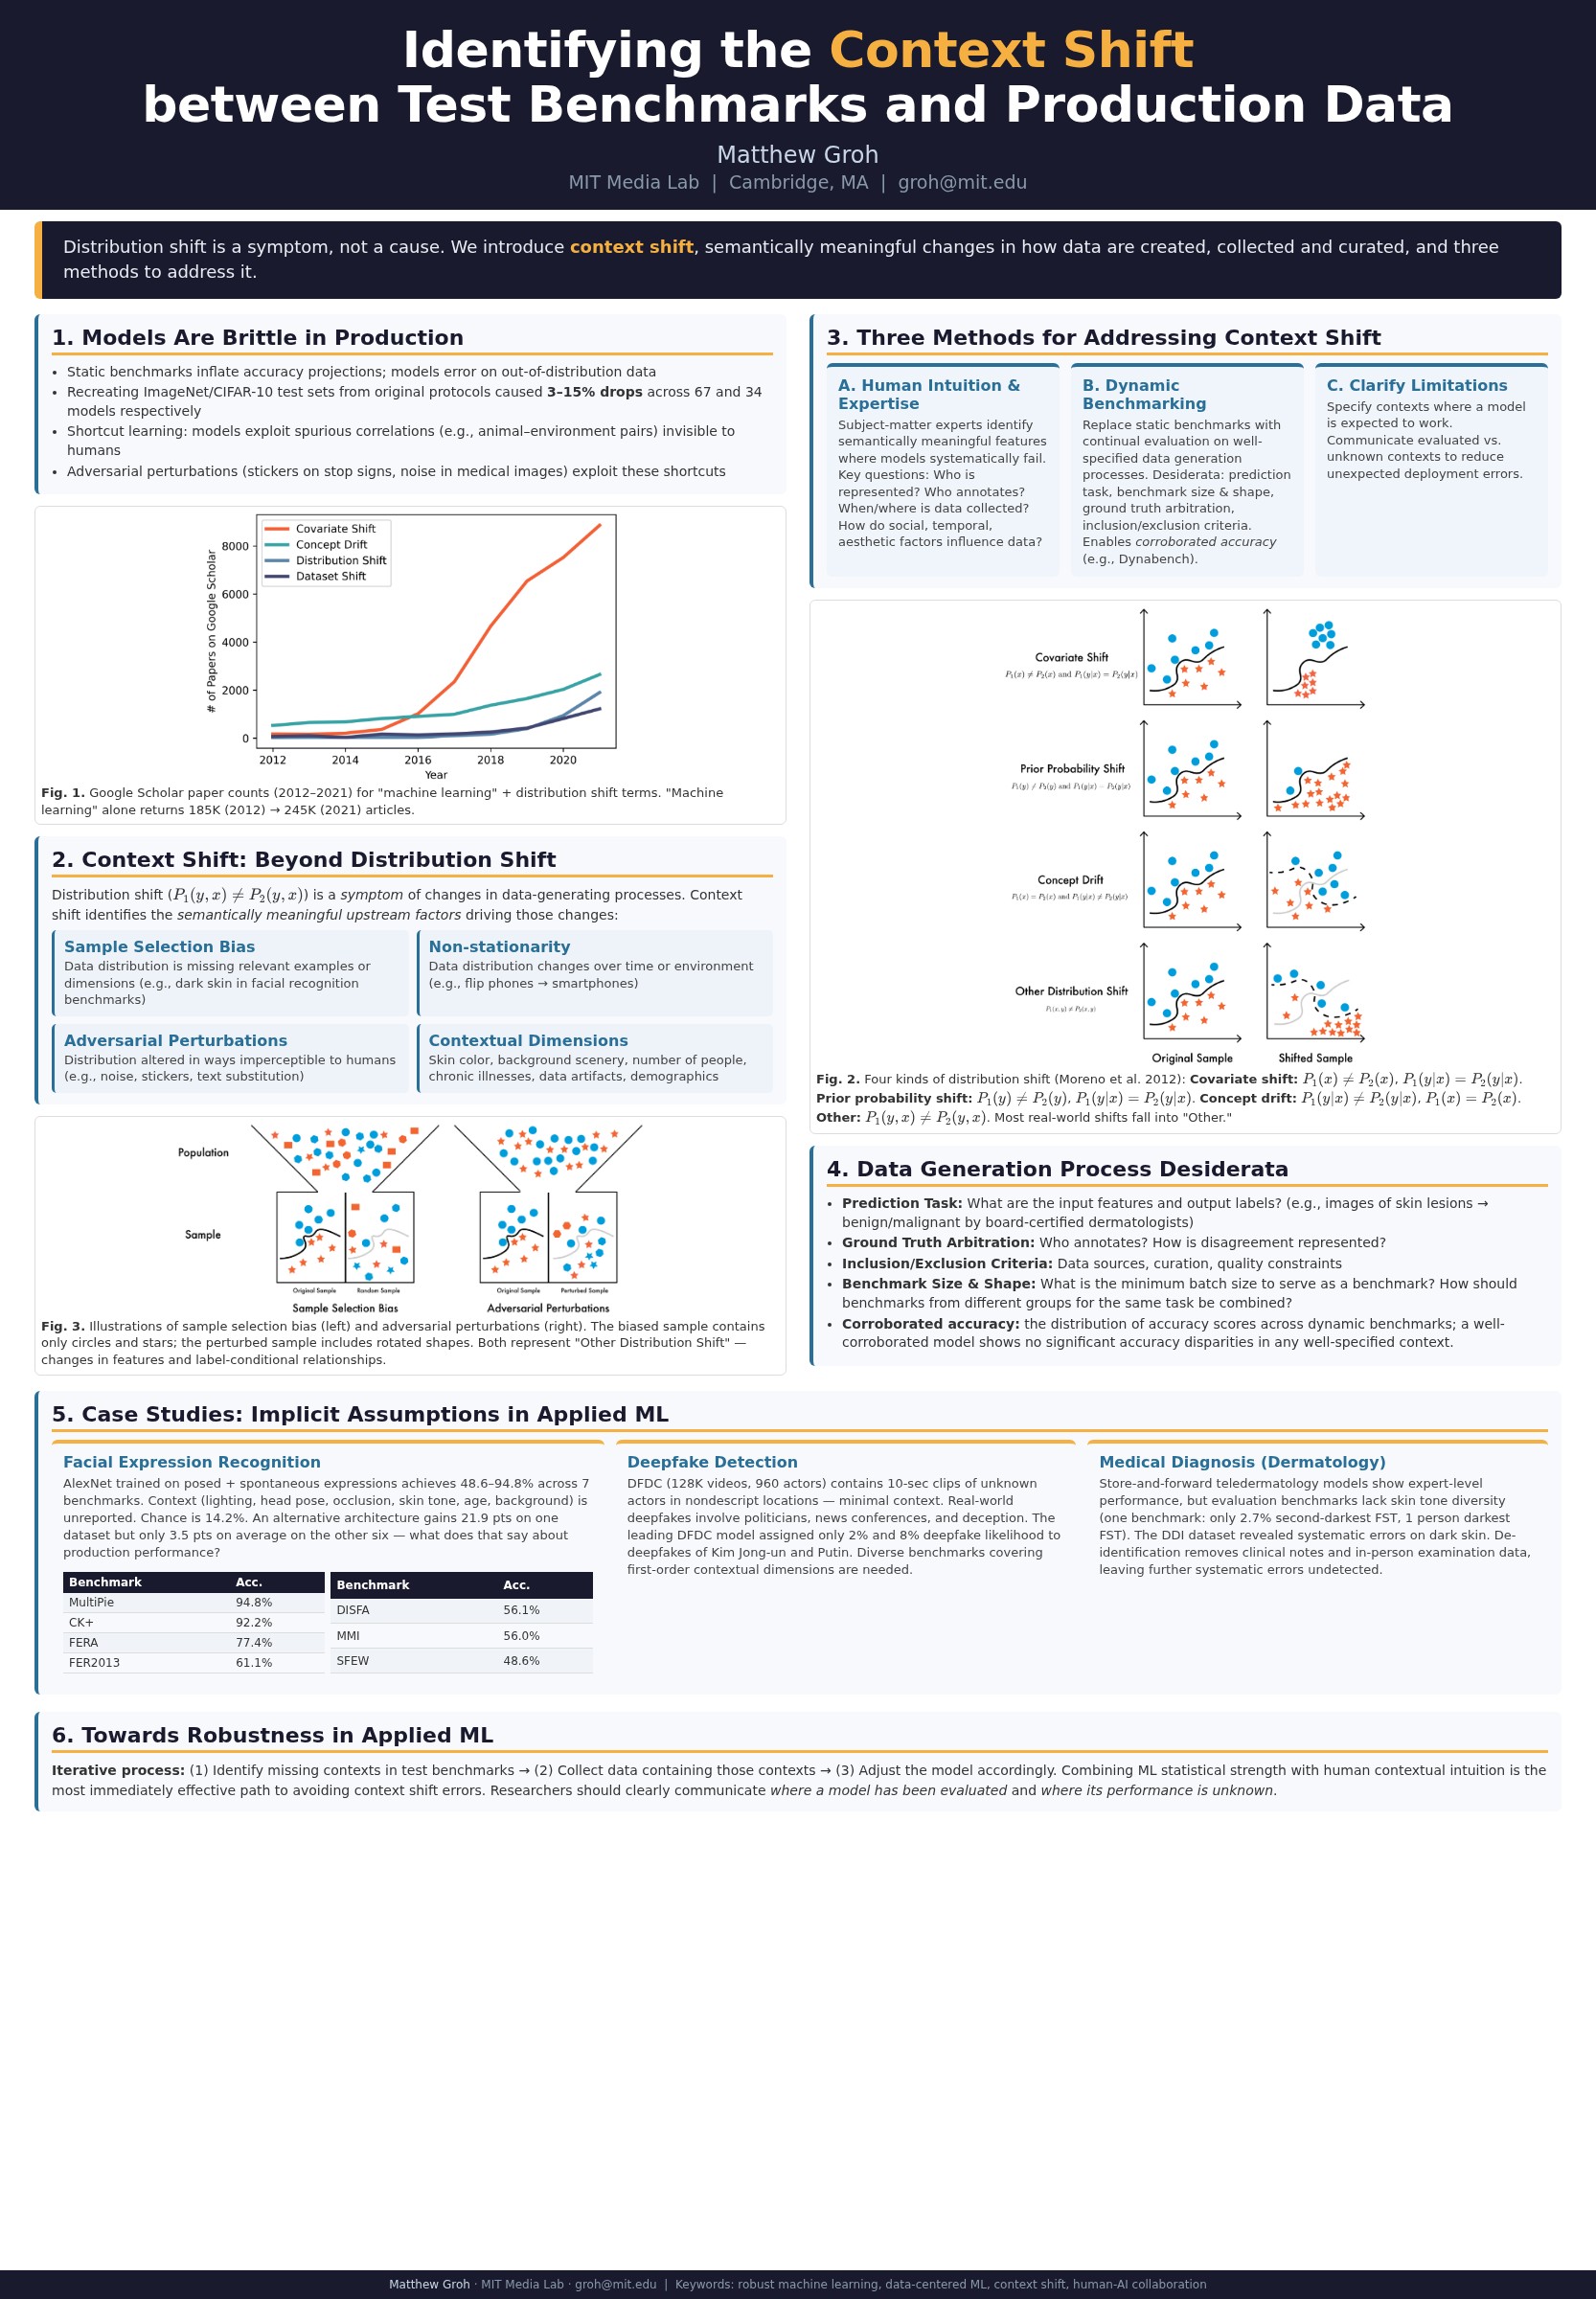 Identifying the Context Shift
between Test Benchmarks and Production Data
Matthew Groh
MIT Media Lab | Cambridge, MA | groh@mit.edu
Distribution shift is a symptom, not a cause. We introduce context shift, semantically meaningful changes in how data are created, collected and curated, and three
methods to address it.
1. Models Are Brittle in Production
• Static benchmarks inflate accuracy projections; models error on out-of-distribution data
• Recreating ImageNet/CIFAR-10 test sets from original protocols caused 3–15% drops across 67 and 34
models respectively
• Shortcut learning: models exploit spurious correlations (e.g., animal–environment pairs) invisible to
humans
• Adversarial perturbations (stickers on stop signs, noise in medical images) exploit these shortcuts
# of Papers on Google Scholar
8000
6000
4000
2000
0
Covariate Shift
Concept Drift
Distribution Shift
Dataset Shift
2012 2014 2016 2018 2020
Year
Fig. 1. Google Scholar paper counts (2012–2021) for "machine learning" + distribution shift terms. "Machine
learning" alone returns 185K (2012) → 245K (2021) articles.
2. Context Shift: Beyond Distribution Shift
Distribution shift (P₁(y, x) ≠ P₂(y, x)) is a symptom of changes in data-generating processes. Context
shift identifies the semantically meaningful upstream factors driving those changes:
Sample Selection Bias
Data distribution is missing relevant examples or
dimensions (e.g., dark skin in facial recognition
benchmarks)
Non-stationarity
Data distribution changes over time or environment
(e.g., flip phones → smartphones)
Adversarial Perturbations
Distribution altered in ways imperceptible to humans
(e.g., noise, stickers, text substitution)
Contextual Dimensions
Skin color, background scenery, number of people,
chronic illnesses, data artifacts, demographics
Population
Sample
Original Sample Random Sample
Original Sample Perturbed Sample
Sample Selection Bias
Adversarial Perturbations
Fig. 3. Illustrations of sample selection bias (left) and adversarial perturbations (right). The biased sample contains
only circles and stars; the perturbed sample includes rotated shapes. Both represent "Other Distribution Shift" —
changes in features and label-conditional relationships.
3. Three Methods for Addressing Context Shift
A. Human Intuition &
Expertise
Subject-matter experts identify
semantically meaningful features
where models systematically fail.
Key questions: Who is
represented? Who annotates?
When/where is data collected?
How do social, temporal,
aesthetic factors influence data?
B. Dynamic
Benchmarking
Replace static benchmarks with
continual evaluation on well-
specified data generation
processes. Desiderata: prediction
task, benchmark size & shape,
ground truth arbitration,
inclusion/exclusion criteria.
Enables corroborated accuracy
(e.g., Dynabench).
C. Clarify Limitations
Specify contexts where a model
is expected to work.
Communicate evaluated vs.
unknown contexts to reduce
unexpected deployment errors.
Covariate Shift
P₁(x) ≠ P₂(x) and P₁(y|x) = P₂(y|x)
Prior Probability Shift
Concept Drift
P₁(x) = P₂(x) and P₁(y|x) ≠ P₂(y|x)
Other Distribution Shift
Original Sample
Shifted Sample
Fig. 2. Four kinds of distribution shift (Moreno et al. 2012): Covariate shift: P₁(x) ≠ P₂(x), P₁(y|x) = P₂(y|x).
Prior probability shift: P₁(y) ≠ P₂(y), P₁(y|x) = P₂(y|x). Concept drift: P₁(y|x) ≠ P₂(y|x), P₁(x) = P₂(x).
Other: P₁(y, x) ≠ P₂(y, x). Most real-world shifts fall into "Other."
4. Data Generation Process Desiderata
• Prediction Task: What are the input features and output labels? (e.g., images of skin lesions →
benign/malignant by board-certified dermatologists)
• Ground Truth Arbitration: Who annotates? How is disagreement represented?
• Inclusion/Exclusion Criteria: Data sources, curation, quality constraints
• Benchmark Size & Shape: What is the minimum batch size to serve as a benchmark? How should
benchmarks from different groups for the same task be combined?
• Corroborated accuracy: the distribution of accuracy scores across dynamic benchmarks; a well-
corroborated model shows no significant accuracy disparities in any well-specified context.
5. Case Studies: Implicit Assumptions in Applied ML
Facial Expression Recognition
AlexNet trained on posed + spontaneous expressions achieves 48.6–94.8% across 7
benchmarks. Context (lighting, head pose, occlusion, skin tone, age, background) is
unreported. Chance is 14.2%. An alternative architecture gains 21.9 pts on one
dataset but only 3.5 pts on average on the other six — what does that say about
production performance?
Benchmark Acc.
MultiPie 94.8%
CK+ 92.2%
FERA 77.4%
FER2013 61.1%
Benchmark Acc.
DISFA 56.1%
MMI 56.0%
SFEW 48.6%
Deepfake Detection
DFDC (128K videos, 960 actors) contains 10-sec clips of unknown
actors in nondescript locations — minimal context. Real-world
deepfakes involve politicians, news conferences, and deception. The
leading DFDC model assigned only 2% and 8% deepfake likelihood to
deepfakes of Kim Jong-un and Putin. Diverse benchmarks covering
first-order contextual dimensions are needed.
Medical Diagnosis (Dermatology)
Store-and-forward teledermatology models show expert-level
performance, but evaluation benchmarks lack skin tone diversity
(one benchmark: only 2.7% second-darkest FST, 1 person darkest
FST). The DDI dataset revealed systematic errors on dark skin. De-
identification removes clinical notes and in-person examination data,
leaving further systematic errors undetected.
6. Towards Robustness in Applied ML
Iterative process: (1) Identify missing contexts in test benchmarks → (2) Collect data containing those contexts → (3) Adjust the model accordingly. Combining ML statistical strength with human contextual intuition is the
most immediately effective path to avoiding context shift errors. Researchers should clearly communicate where a model has been evaluated and where its performance is unknown.
Matthew Groh · MIT Media Lab · groh@mit.edu | Keywords: robust machine learning, data-centered ML, context shift, human-AI collaboration